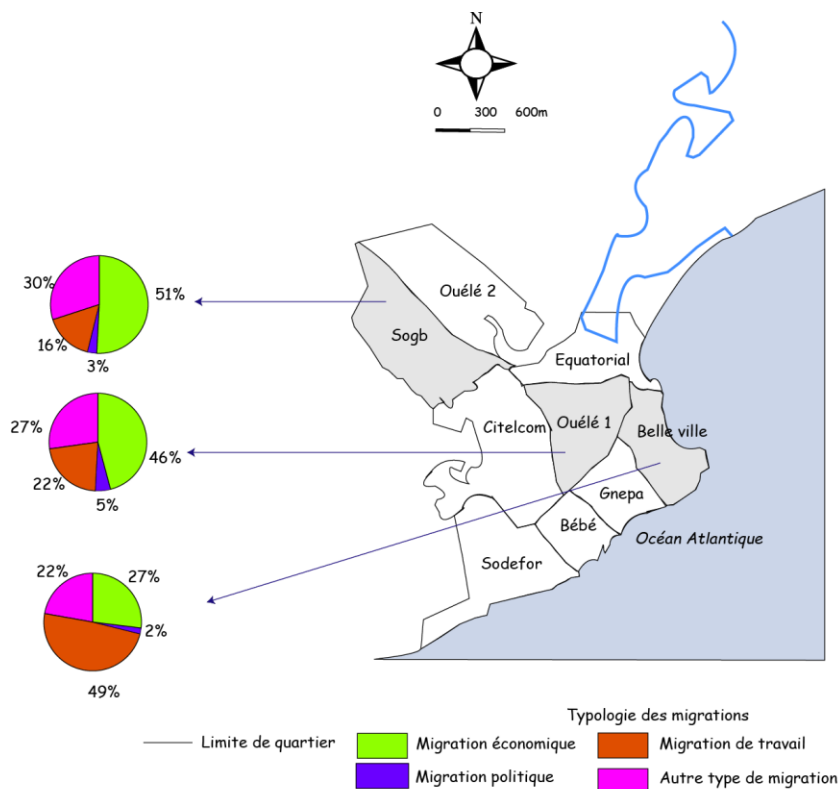 N
0 300 600m
Ouélé 2
Sogb
Equatorial
Citelcom
Ouélé 1
Belle ville
Gnepa
Bébé
Sodefor
Océan Atlantique
30%
51%
16%
3%
27%
46%
22%
5%
22%
27%
2%
49%
Typologie des migrations
Limite de quartier
Migration économique
Migration de travail
Migration politique
Autre type de migration